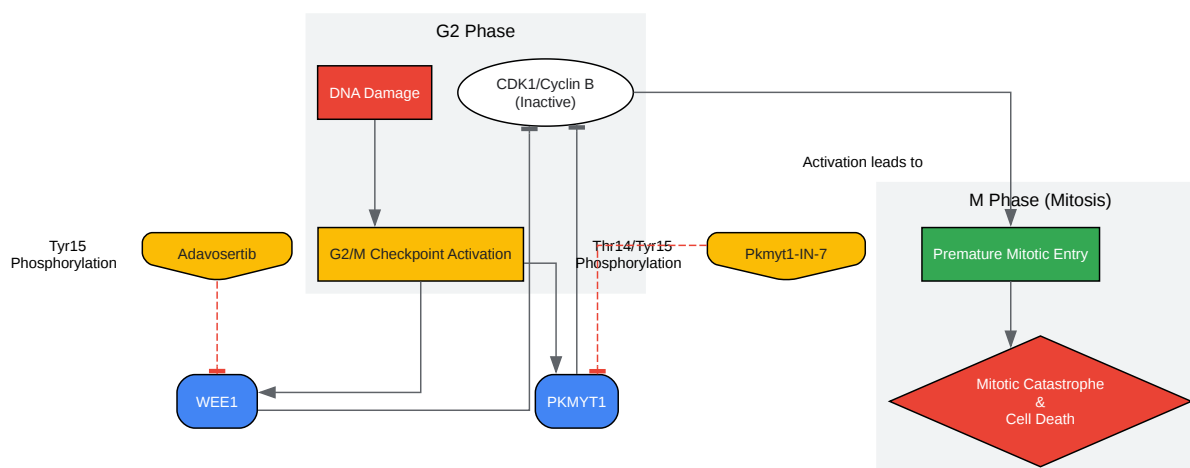 G2 Phase
DNA Damage
CDK1/Cyclin B
(Inactive)
Activation leads to
M Phase (Mitosis)
Tyr15
Phosphorylation
Adavosertib
G2/M Checkpoint Activation
Thr14/Tyr15
Phosphorylation
Pkmyt1-IN-7
Premature Mitotic Entry
WEE1
PKMYT1
Mitotic Catastrophe
&
Cell Death